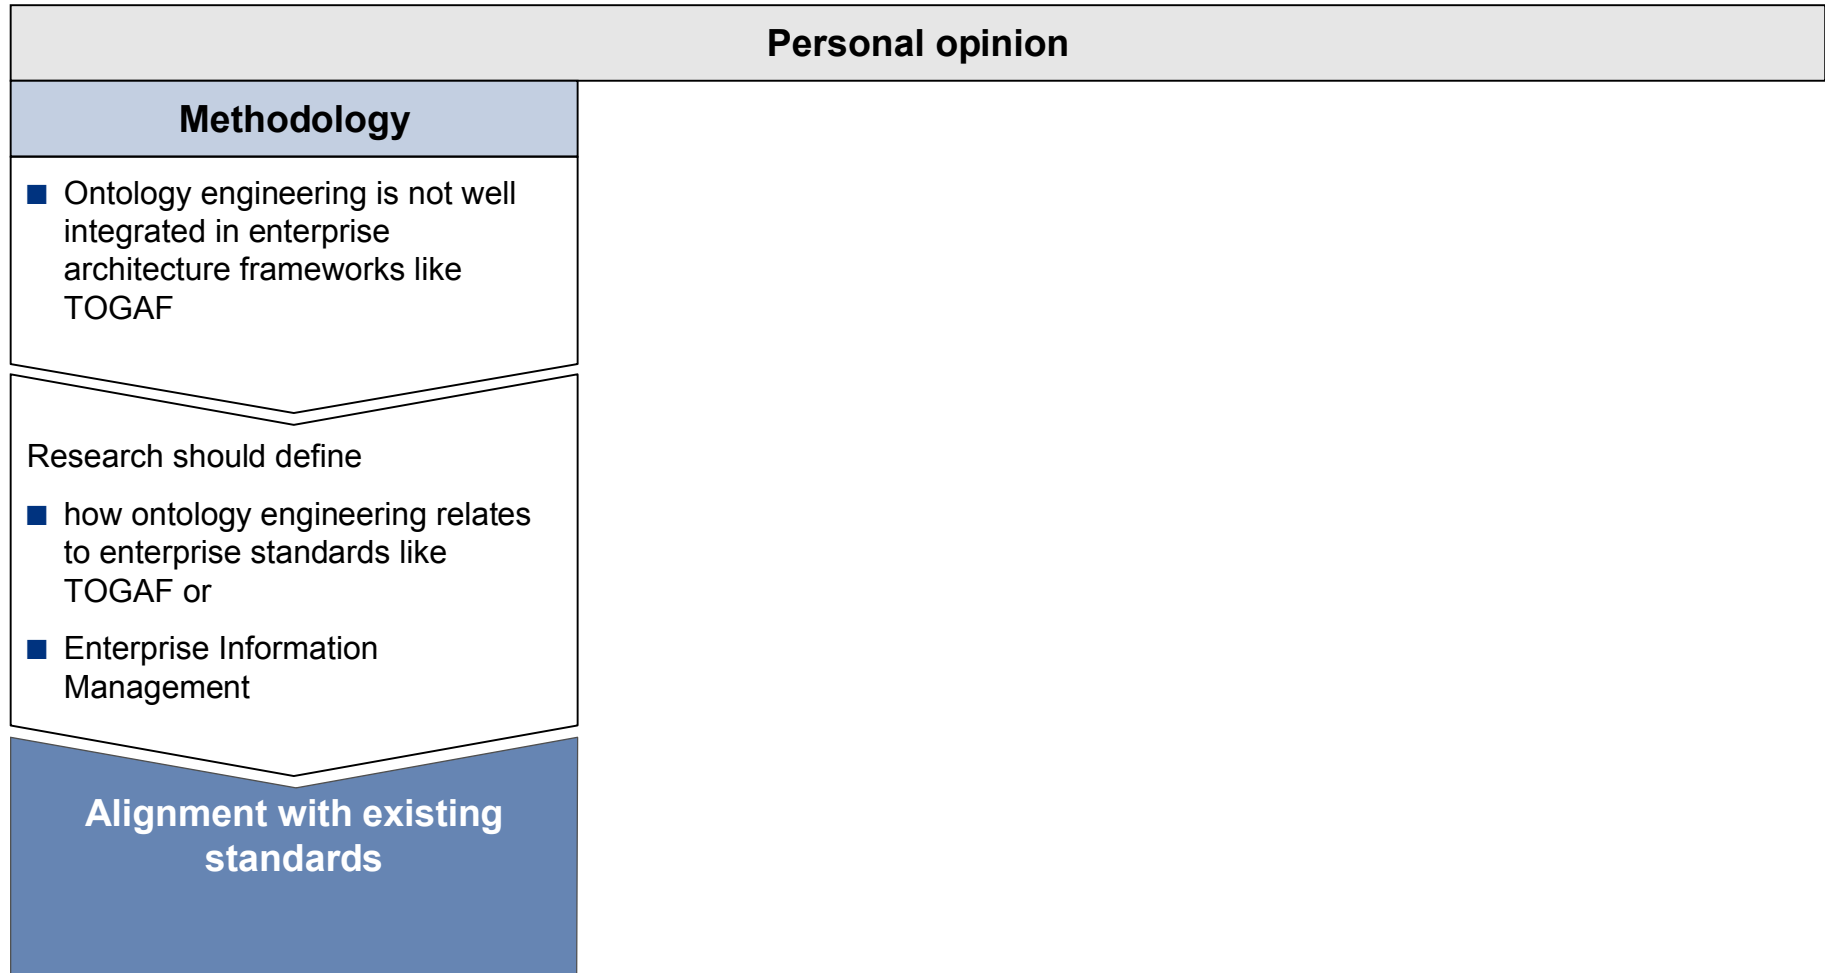 Personal opinion
Methodology
Ontology engineering is not well
integrated in enterprise
architecture frameworks like
TOGAF
Research should define
how ontology engineering relates
to enterprise standards like
TOGAF or
Enterprise Information
Management
Alignment with existing
standards